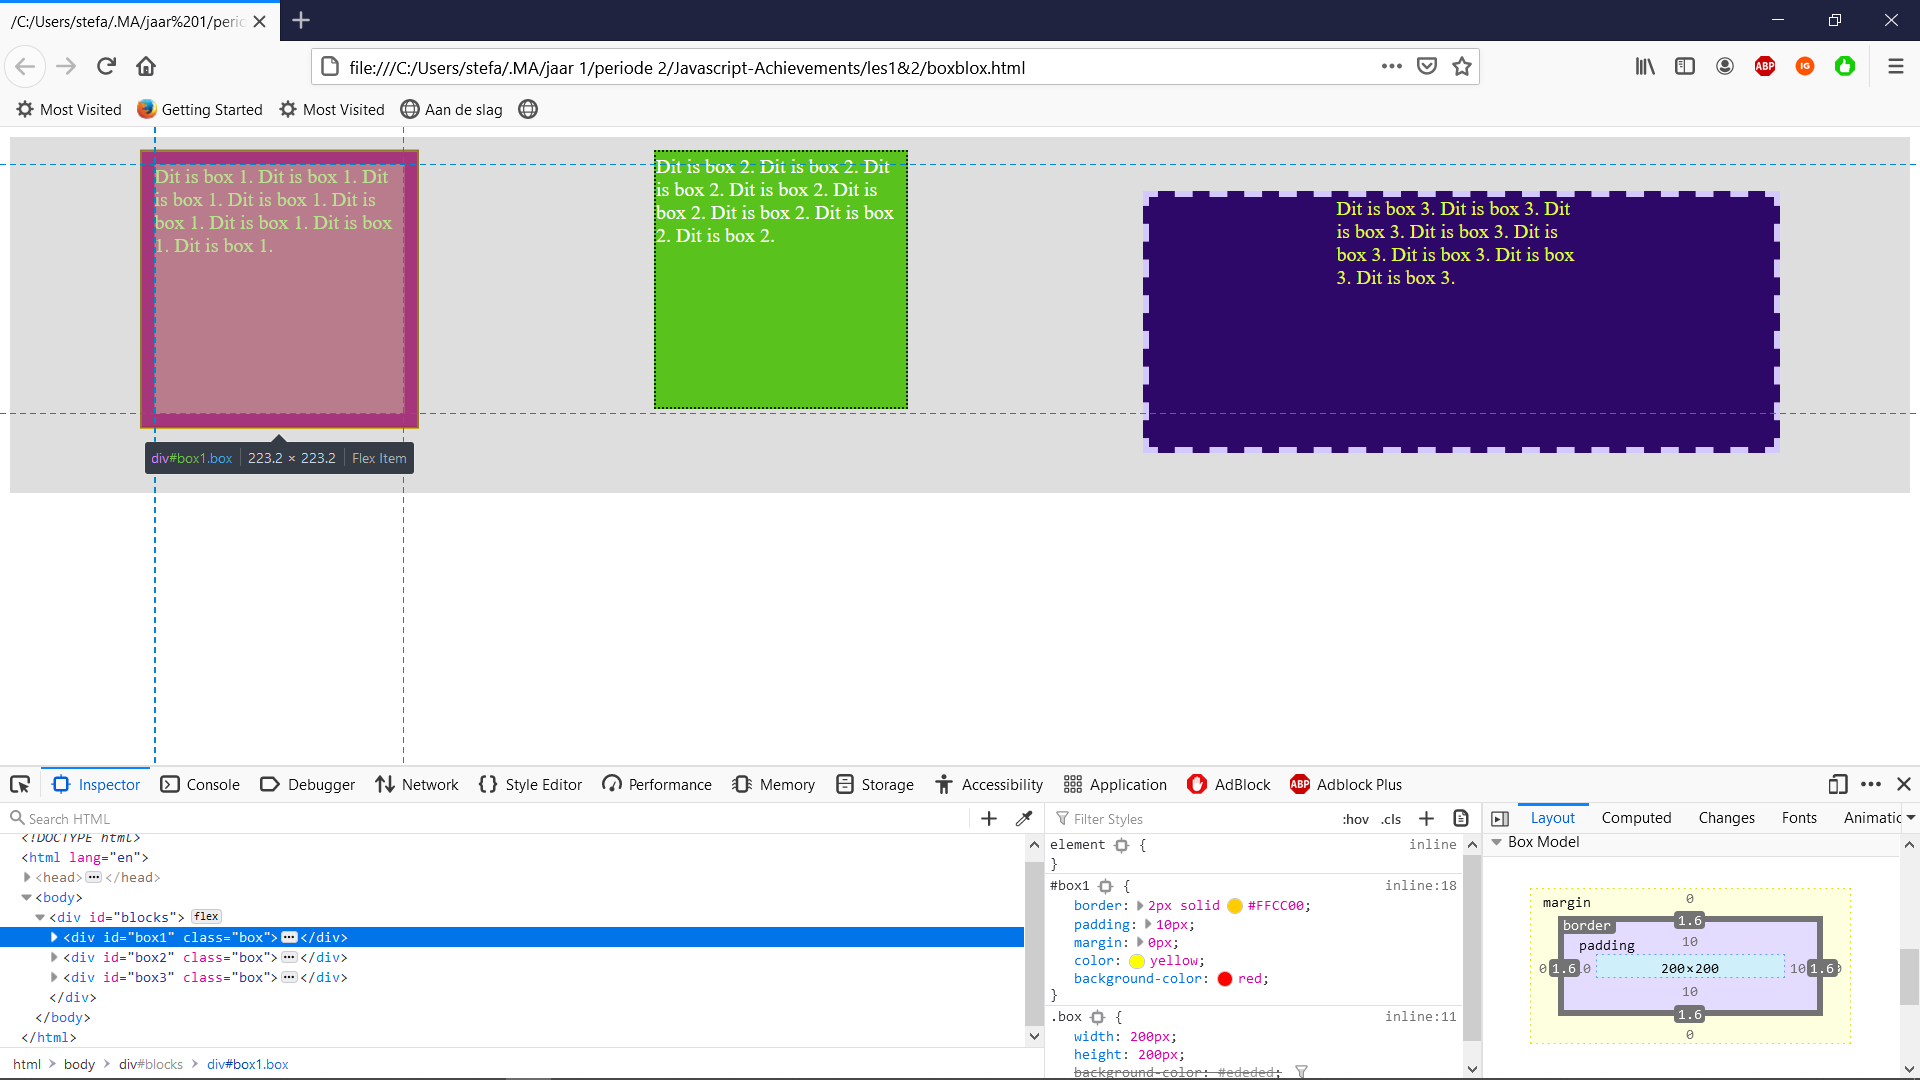 /C:/Users/stefa/.MA/jaar%201/perio
file:///C:/Users/stefa/.MA/jaar 1/periode 2/Javascript-Achievements/les1&2/boxblox.html
ABP
IG
Most Visited
Getting Started
Most Visited
Aan de slag
Dit is box 1. Dit is box 1. Dit
is box 1. Dit is box 1. Dit is
box 1. Dit is box 1. Dit is box
1. Dit is box 1.
Dit is box 2. Dit is box 2. Dit
is box 2. Dit is box 2. Dit is
box 2. Dit is box 2. Dit is box
2. Dit is box 2.
Dit is box 3. Dit is box 3. Dit
is box 3. Dit is box 3. Dit is
box 3. Dit is box 3. Dit is box
3. Dit is box 3.
div#box1.box 223.2 × 223.2 Flex Item
Inspector Console Debugger Network Style Editor Performance Memory Storage Accessibility Application AdBlock ABP Adblock Plus
Search HTML
<!DOCTYPE html>
<html lang="en">
<head> </head>
<body>
<div id="blocks"> flex
<div id="box1" class="box"> </div>
<div id="box2" class="box"> </div>
<div id="box3" class="box"> </div>
</div>
</body>
</html>
html > body > div#blocks > div#box1.box
Filter Styles :hov .cls
element { inline
}
#box1 { inline:18
border: 2px solid #FFCC00;
padding: 10px;
margin: 0px;
color: yellow;
background-color: red;
}
.box { inline:11
width: 200px;
height: 200px;
background-color: #ededed;
Layout Computed Changes Fonts Animatic
Box Model
margin 0
border 1.6
padding 10
0 1.6 0 200×200 10 1.6 0
10
1.6
0